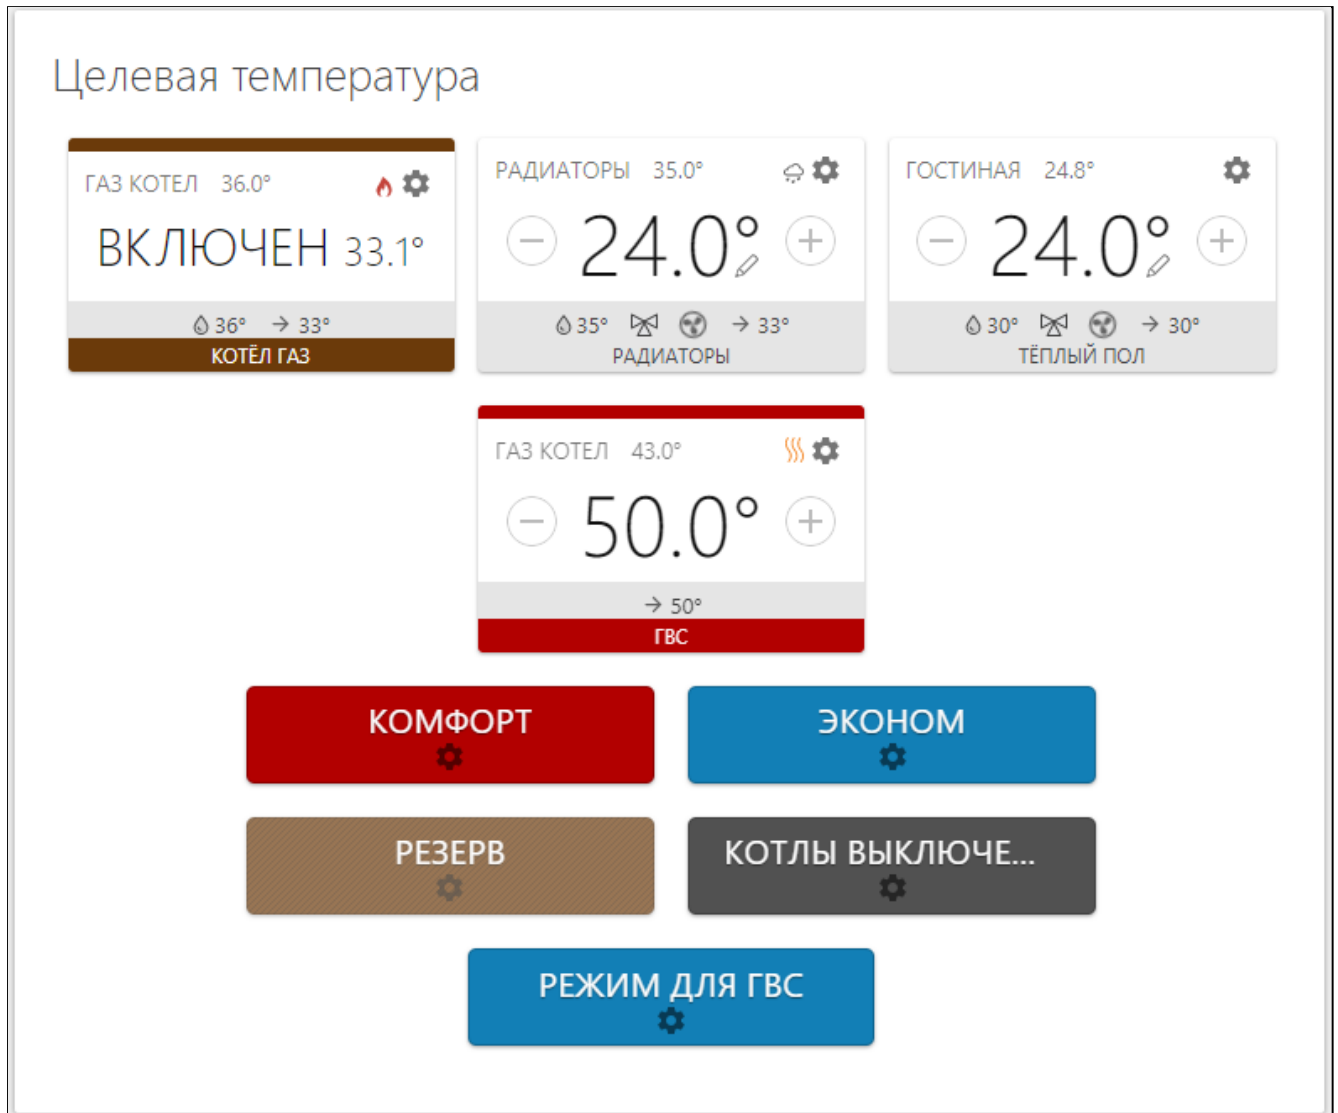 Целевая температура
ГАЗ КОТЕЛ 36.0°
ВКЛЮЧЕН 33.1°
36° → 33°
КОТЁЛ ГАЗ
РАДИАТОРЫ 35.0°
24.0°
35° → 33°
РАДИАТОРЫ
ГОСТИНАЯ 24.8°
24.0°
30° → 30°
ТЁПЛЫЙ ПОЛ
ГАЗ КОТЕЛ 43.0°
50.0°
→ 50°
ГВС
КОМФОРТ
ЭКОНОМ
РЕЗЕРВ
КОТЛЫ ВЫКЛЮЧЕ...
РЕЖИМ ДЛЯ ГВС